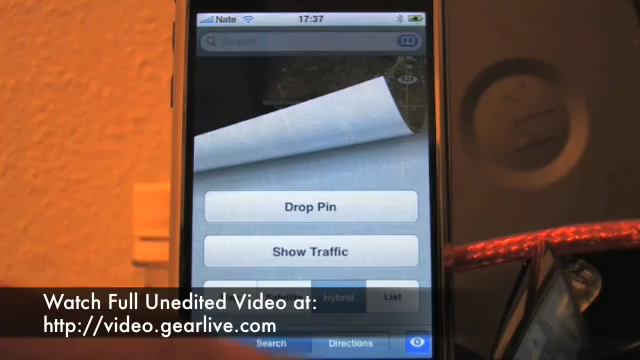 Nate 17:37
Search
Drop Pin
Show Traffic
Hybrid List
Watch Full Unedited Video at:
http://video.gearlive.com
Search Directions